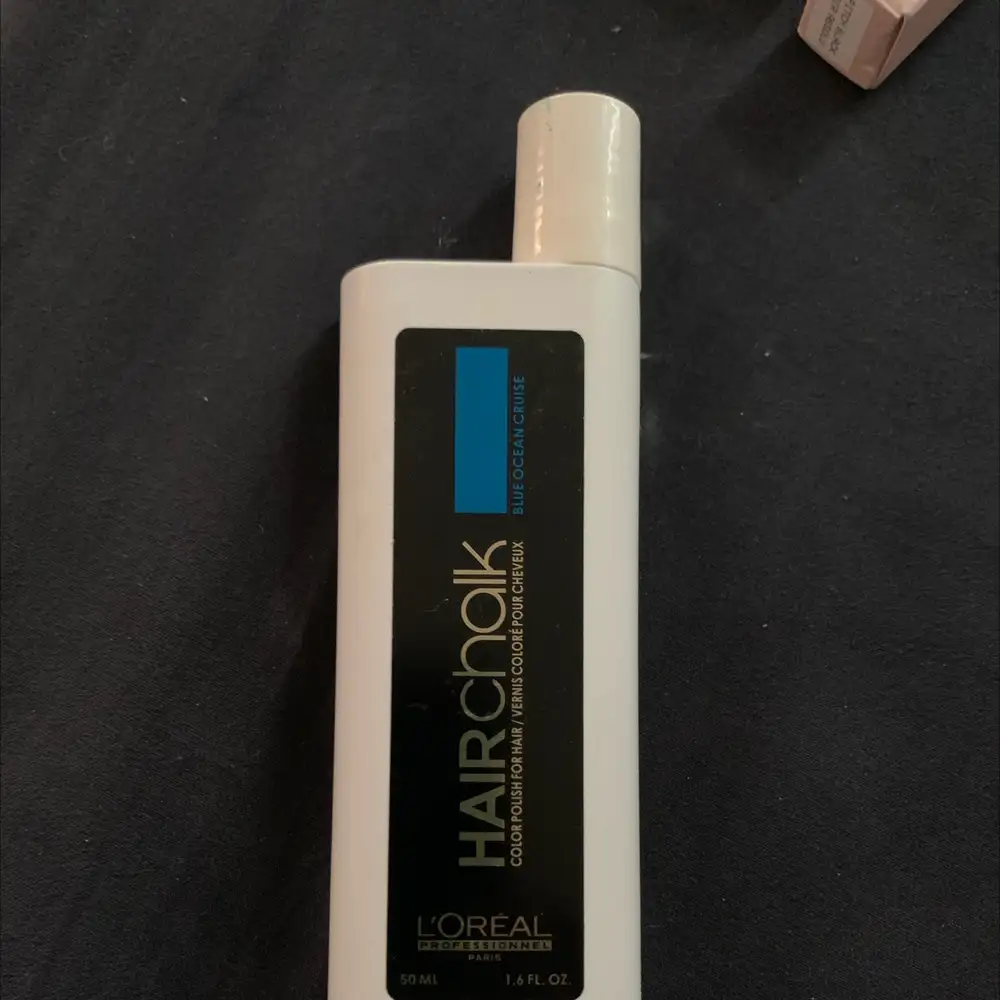 BLUE OCEAN CRUISE
HAIRchalk
COLOR POLISH FOR HAIR / VERNIS COLORÉ POUR CHEVEUX
L'ORÉAL
PROFESSIONNEL
PARIS
50 ML 1.6 FL. OZ.